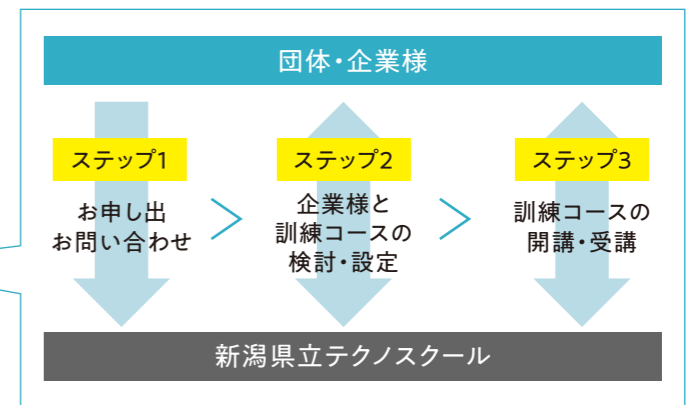 団体・企業様
ステップ1
お申し出
お問い合わせ
ステップ2
企業様と
訓練コースの
検討・設定
ステップ3
訓練コースの
開講・受講
新潟県立テクノスクール